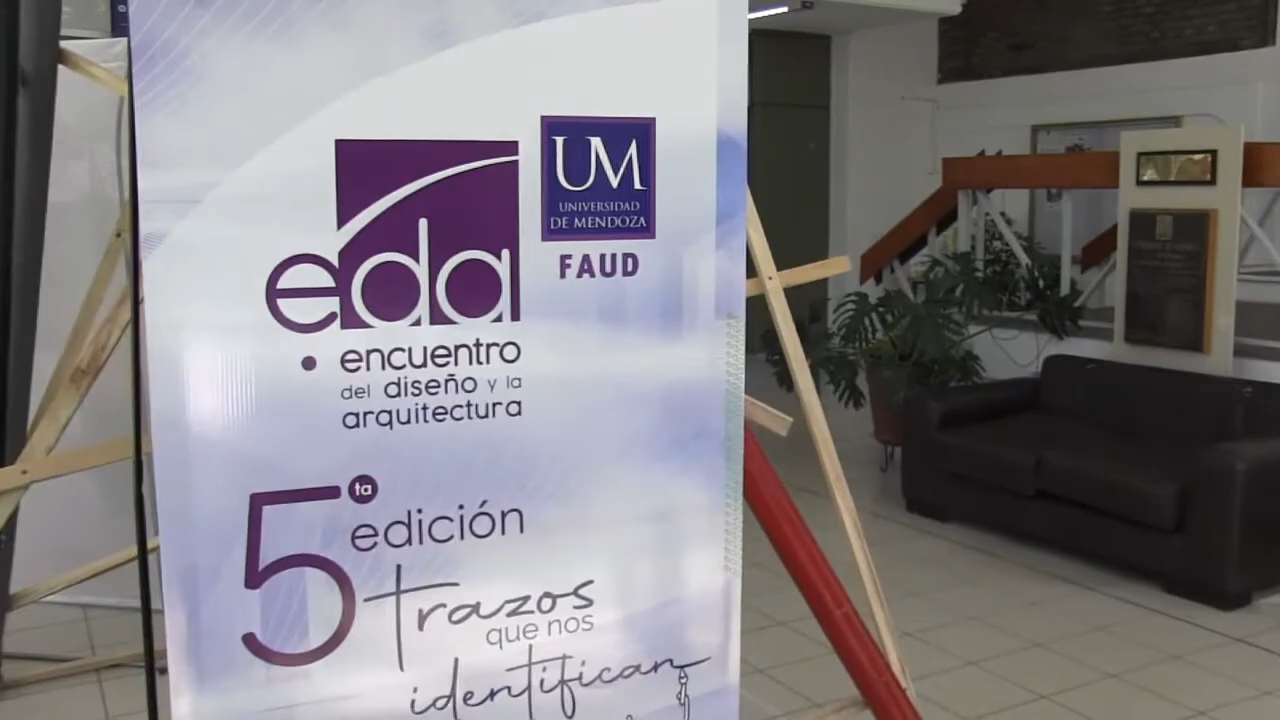 eda
UM
UNIVERSIDAD
DE MENDOZA
FAUD
encuentro
del diseño y la
arquitectura
5ta edición
trazos
que nos
identifican